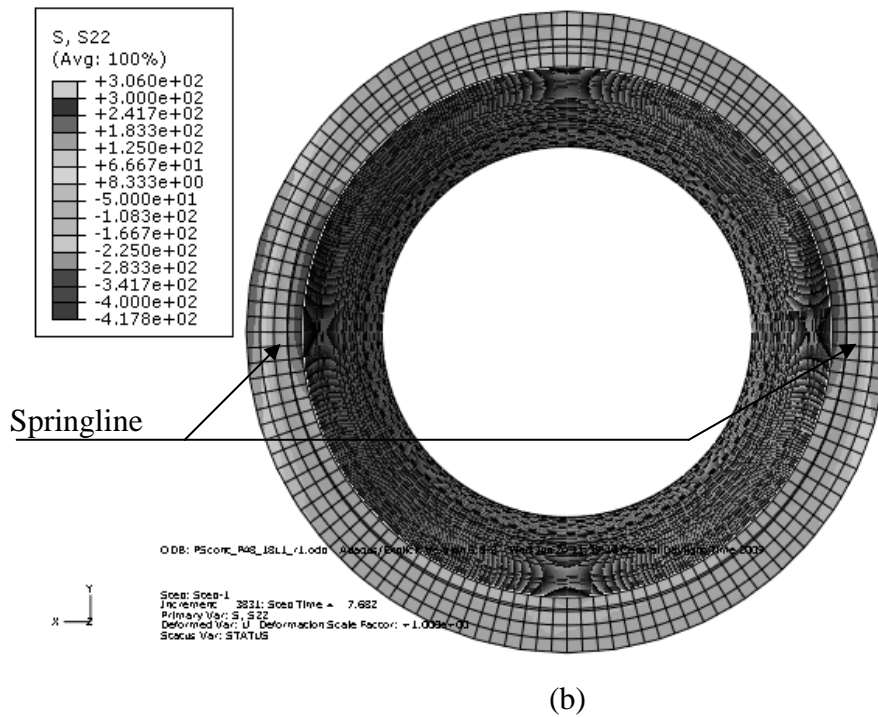 S, S22
(Avg: 100%)
+3.060e+02
+3.000e+02
+2.417e+02
+1.833e+02
+1.250e+02
+6.667e+01
+8.333e+00
-5.000e+01
-1.083e+02
-1.667e+02
-2.250e+02
-2.833e+02
-3.417e+02
-4.000e+02
-4.178e+02
Springline
ODB:
Y
X
Z
Step: Step-1
Increment 3831: Step Time = 7.682
Primary Var: S, S22
Deformed Var: U Deformation Scale Factor: +1.000e+00
Status Var: STATUS
(b)